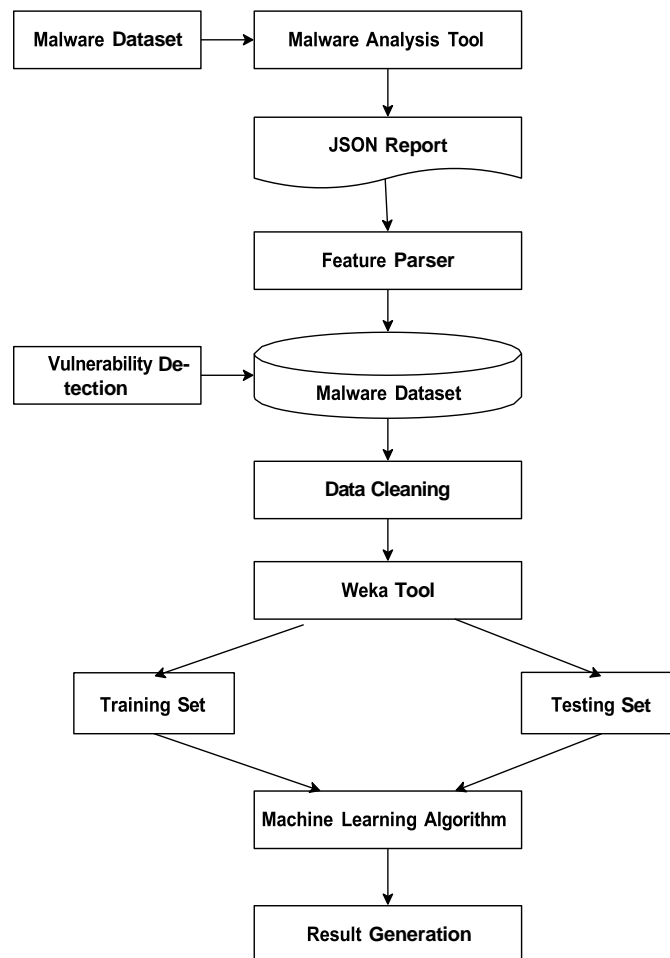 Malware Dataset
Malware Analysis Tool
JSON Report
Feature Parser
Vulnerability De-
tection
Malware Dataset
Data Cleaning
Weka Tool
Training Set
Testing Set
Machine Learning Algorithm
Result Generation